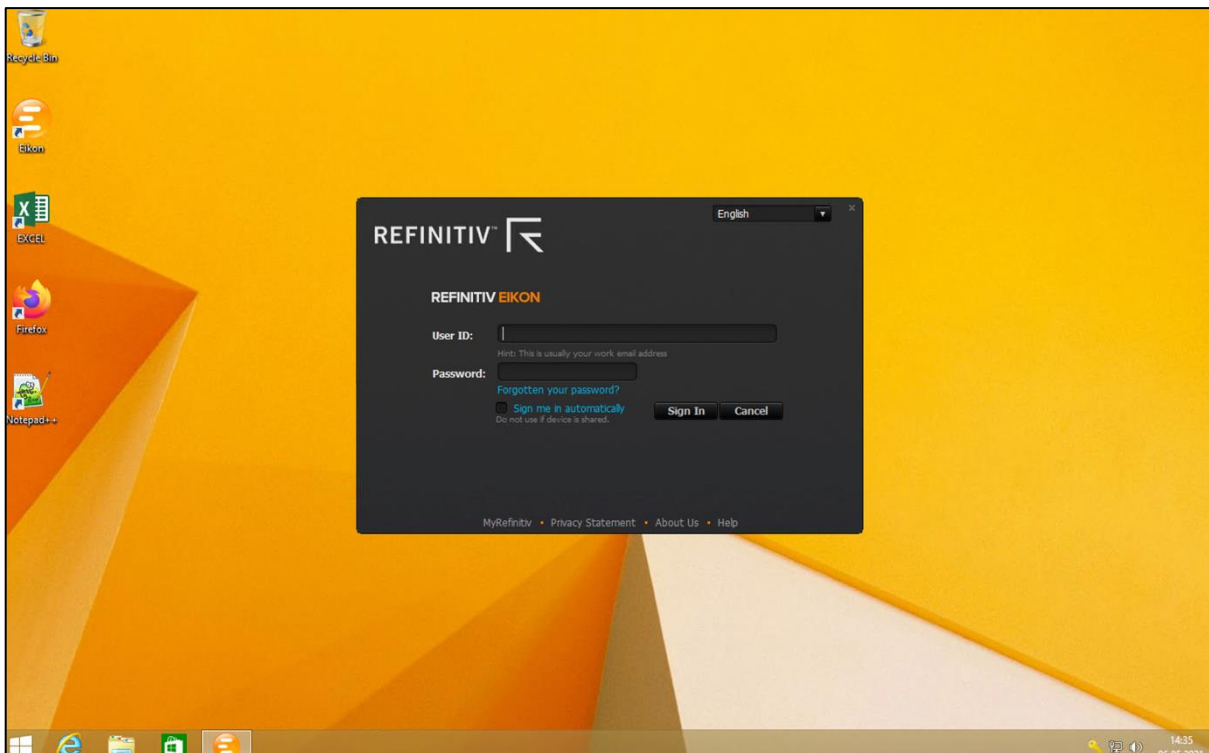 Recycle Bin
Eikon
EXCEL
Firefox
Notepad++
English
REFINITIV™
REFINITIV EIKON
User ID:
Hint: This is usually your work email address
Password:
Forgotten your password?
Sign me in automatically
Do not use if device is shared.
Sign In Cancel
MyRefinitiv • Privacy Statement • About Us • Help
14:35